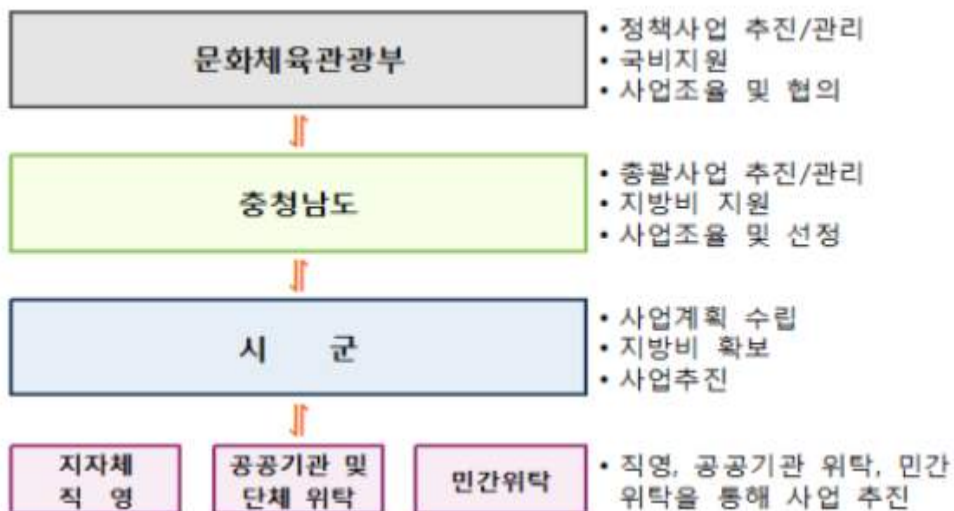 문화체육관광부
• 정책사업 추진/관리
• 국비지원
• 사업조율 및 협의
충청남도
• 총괄사업 추진/관리
• 지방비 지원
• 사업조율 및 선정
시 군
• 사업계획 수립
• 지방비 확보
• 사업추진
지자체
직 영
공공기관 및
단체 위탁
민간위탁
• 직영, 공공기관 위탁, 민간
위탁을 통해 사업 추진